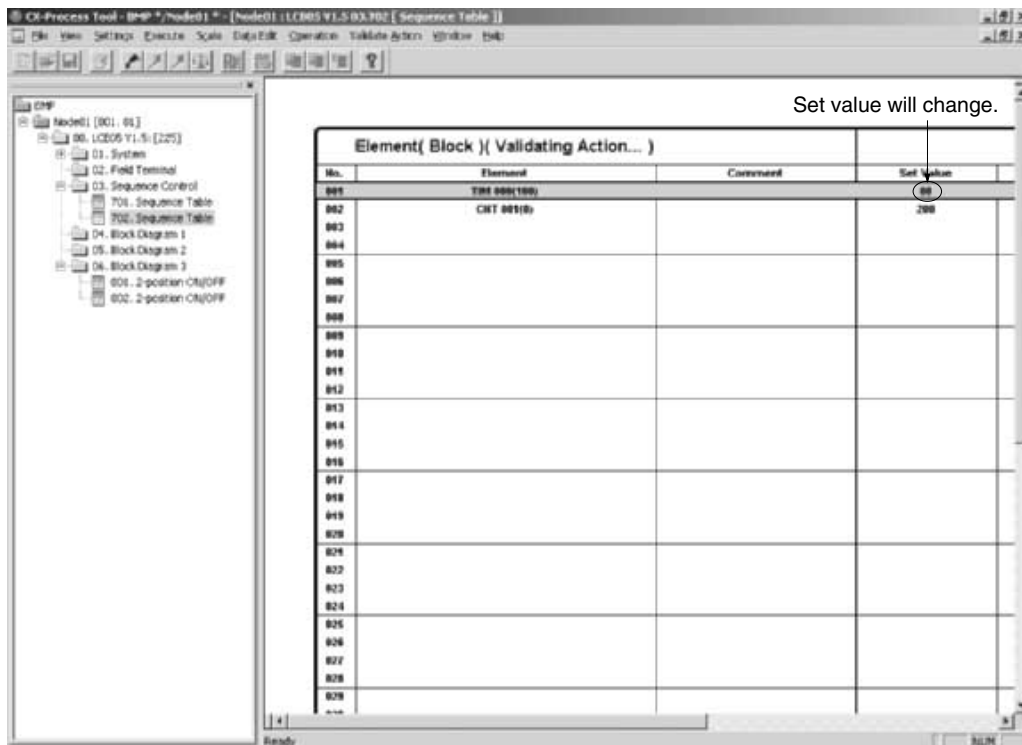 CX-Process Tool - BMP */Node01 * - [Node01 : LCB05 V1.5 03.702 [ Sequence Table ]]
File View Settings Execute Scale Data Edit Operation Validate Action Window Help
BMP
Node01 [001. 01]
00. LCB05 V1.5: [225]
01. System
02. Field Terminal
03. Sequence Control
701. Sequence Table
702. Sequence Table
04. Block Diagram 1
05. Block Diagram 2
06. Block Diagram 3
001. 2-position ON/OFF
002. 2-position ON/OFF
Set value will change.
Element( Block )( Validating Action... )
No. Element Comment Set Value
001 TIM 000(100)
002 CNT 001(0) 200
003
004
005
006
007
008
009
010
011
012
013
014
015
016
017
018
019
020
021
022
023
024
025
026
027
028
029
Ready NUM